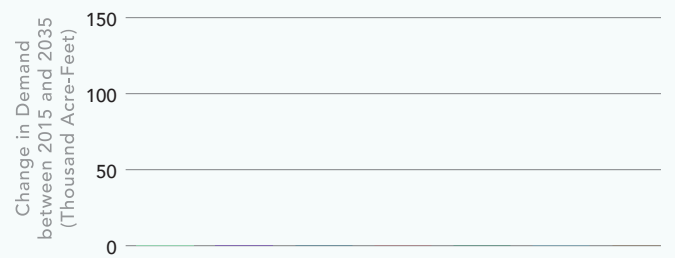 Change in Demand
between 2015 and 2035
(Thousand Acre-Feet)
150
100
50
0